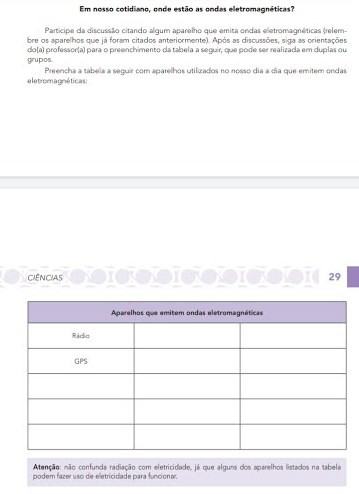 Em nosso cotidiano, onde estão as ondas eletromagnéticas?
Participe da discussão citando algum aparelho que emita ondas eletromagnéticas (relem-
bre os aparelhos que já foram citados anteriormente). Após as discussões, siga as orientações
do(a) professor(a) para o preenchimento da tabela a seguir, que pode ser realizada em duplas ou
grupos.
Preencha a tabela a seguir com aparelhos utilizados no nosso dia a dia que emitem ondas
eletromagnéticas:
CIÊNCIAS
29
Aparelhos que emitem ondas eletromagnéticas
Rádio
GPS
Atenção: não confunda radiação com eletricidade, já que alguns dos aparelhos listados na tabela
podem fazer uso de eletricidade para funcionar.